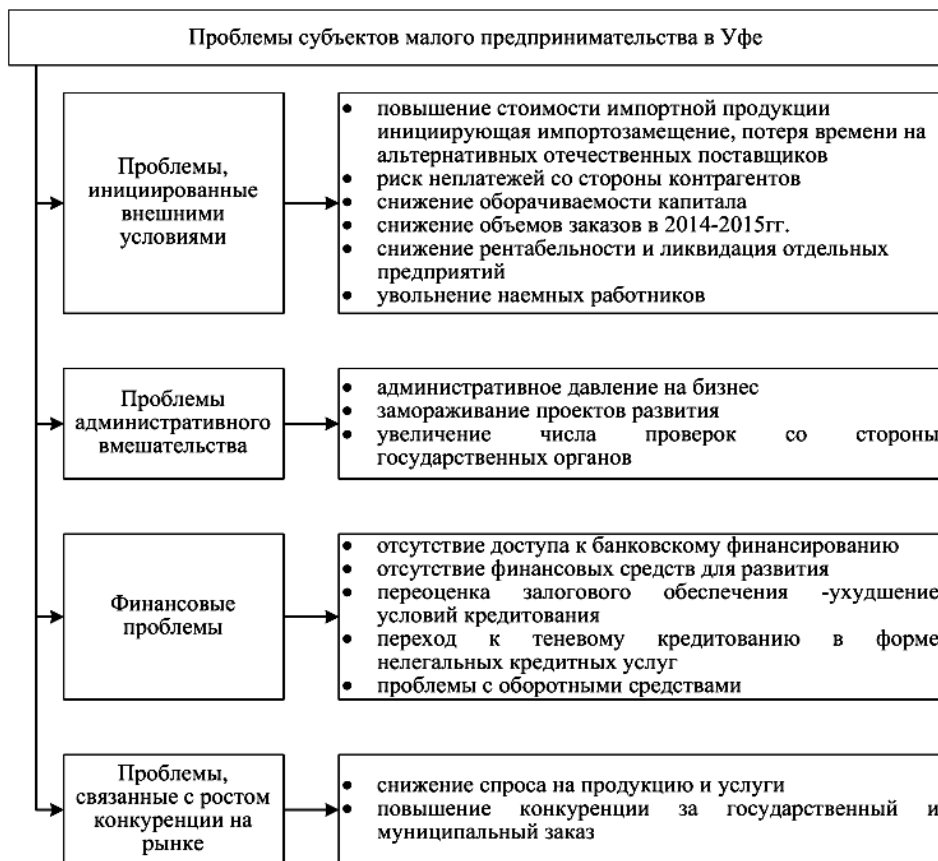 Проблемы субъектов малого предпринимательства в Уфе
Проблемы,
инициированные
внешними
условиями
• повышение стоимости импортной продукции
инициирующая импортозамещение, потеря времени на
альтернативных отечественных поставщиков
• риск неплатежей со стороны контрагентов
• снижение оборачиваемости капитала
• снижение объемов заказов в 2014-2015гг.
• снижение рентабельности и ликвидация отдельных
предприятий
• увольнение наемных работников
Проблемы
административного
вмешательства
• административное давление на бизнес
• замораживание проектов развития
• увеличение числа проверок со стороны
государственных органов
Финансовые
проблемы
• отсутствие доступа к банковскому финансированию
• отсутствие финансовых средств для развития
• переоценка залогового обеспечения -ухудшение
условий кредитования
• переход к теневому кредитованию в форме
нелегальных кредитных услуг
• проблемы с оборотными средствами
Проблемы,
связанные с ростом
конкуренции на
рынке
• снижение спроса на продукцию и услуги
• повышение конкуренции за государственный и
муниципальный заказ